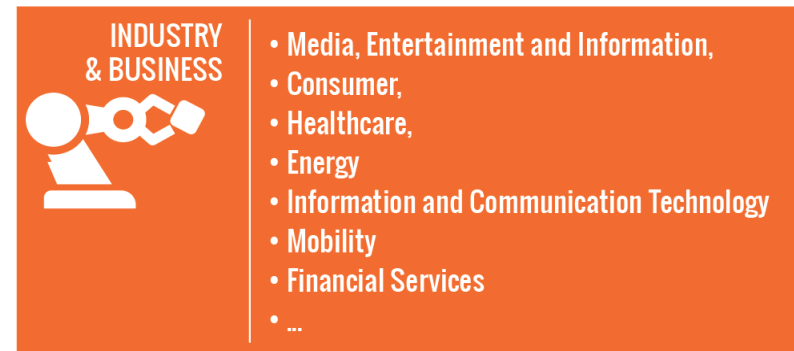 INDUSTRY
& BUSINESS
• Media, Entertainment and Information,
• Consumer,
• Healthcare,
• Energy
• Information and Communication Technology
• Mobility
• Financial Services
• ...